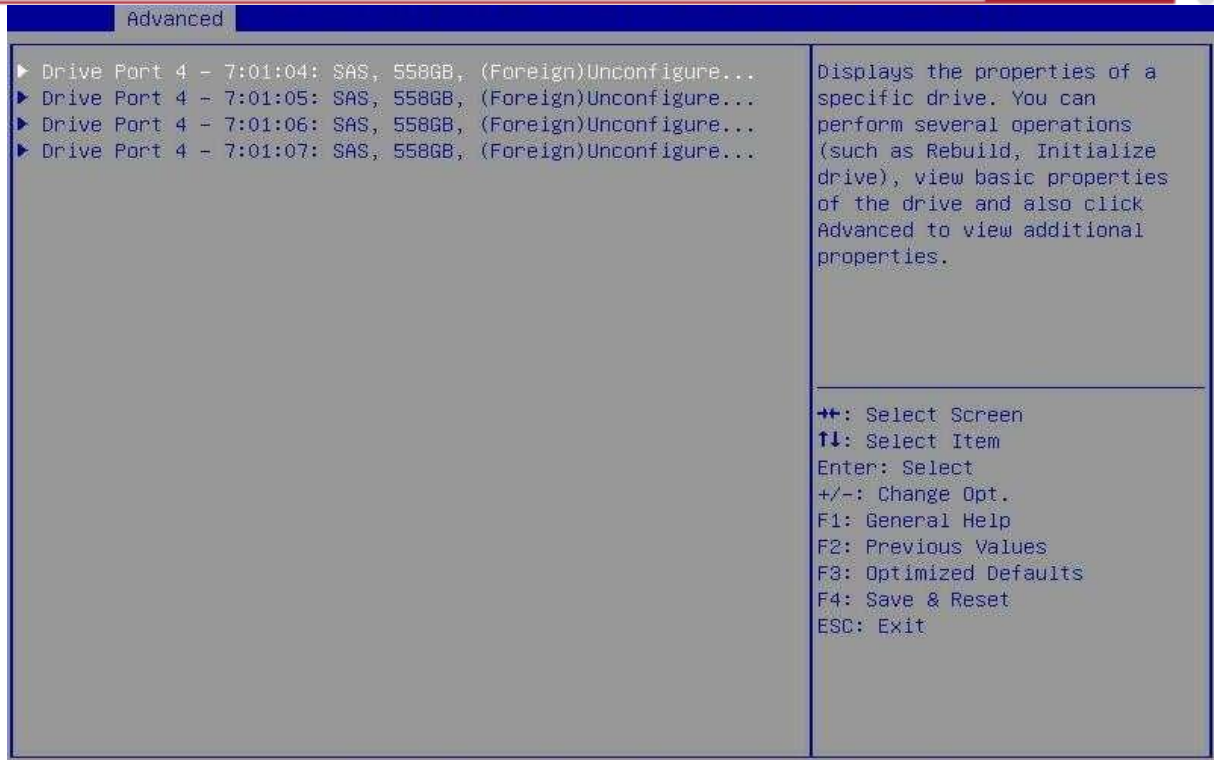 Advanced
▶ Drive Port 4 - 7:01:04: SAS, 558GB, (Foreign)Unconfigure...
▶ Drive Port 4 - 7:01:05: SAS, 558GB, (Foreign)Unconfigure...
▶ Drive Port 4 - 7:01:06: SAS, 558GB, (Foreign)Unconfigure...
▶ Drive Port 4 - 7:01:07: SAS, 558GB, (Foreign)Unconfigure...
Displays the properties of a
specific drive. You can
perform several operations
(such as Rebuild, Initialize
drive), view basic properties
of the drive and also click
Advanced to view additional
properties.
→←: Select Screen
↑↓: Select Item
Enter: Select
+/-: Change Opt.
F1: General Help
F2: Previous Values
F3: Optimized Defaults
F4: Save & Reset
ESC: Exit